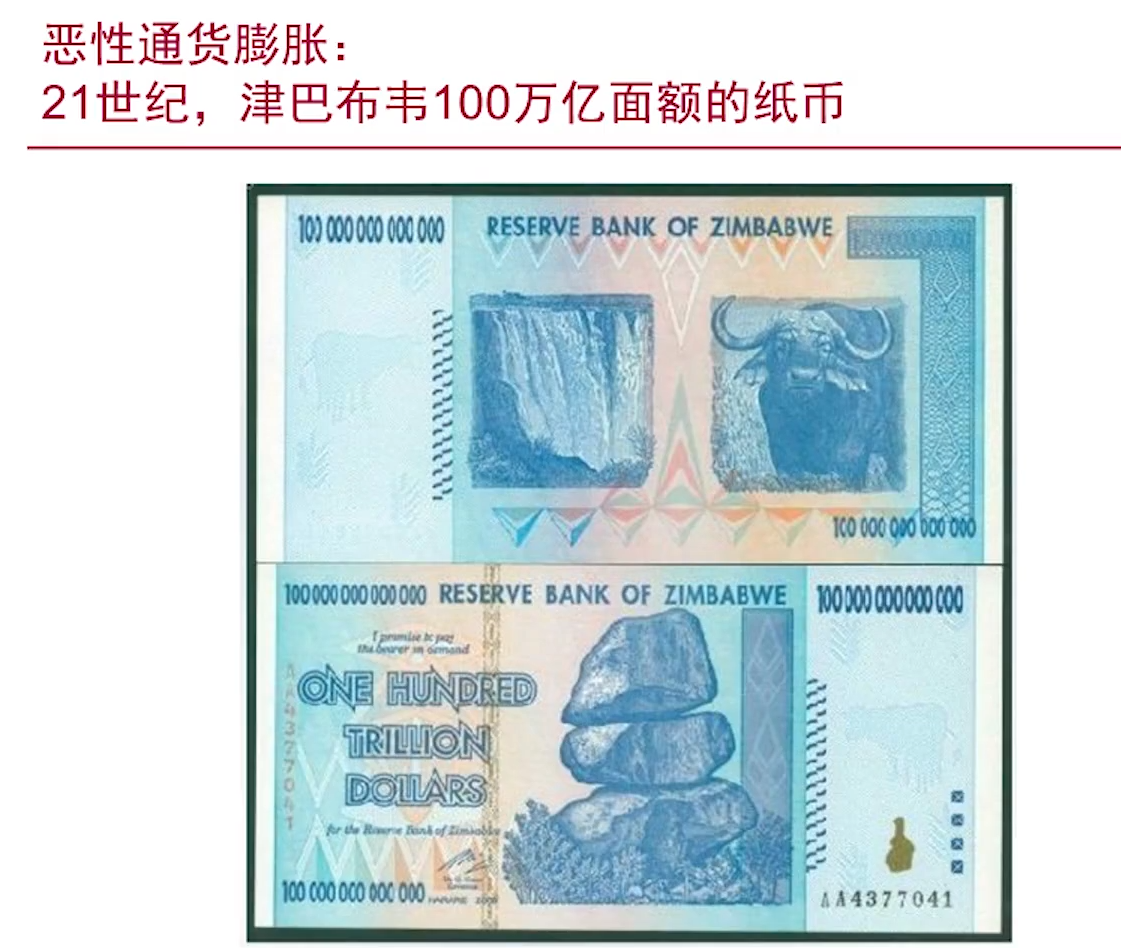 恶性通货膨胀：
21世纪，津巴布韦100万亿面额的纸币
100 000 000 000 000
RESERVE BANK OF ZIMBABWE
100 000 000 000 000
100 000 000 000 000 RESERVE BANK OF ZIMBABWE
100 000 000 000 000
I promise to pay
the bearer on demand
ONE HUNDRED
TRILLION
DOLLARS
AA4377041
for the Reserve Bank of Zimbabwe
100 000 000 000 000
HARARE
AA4377041